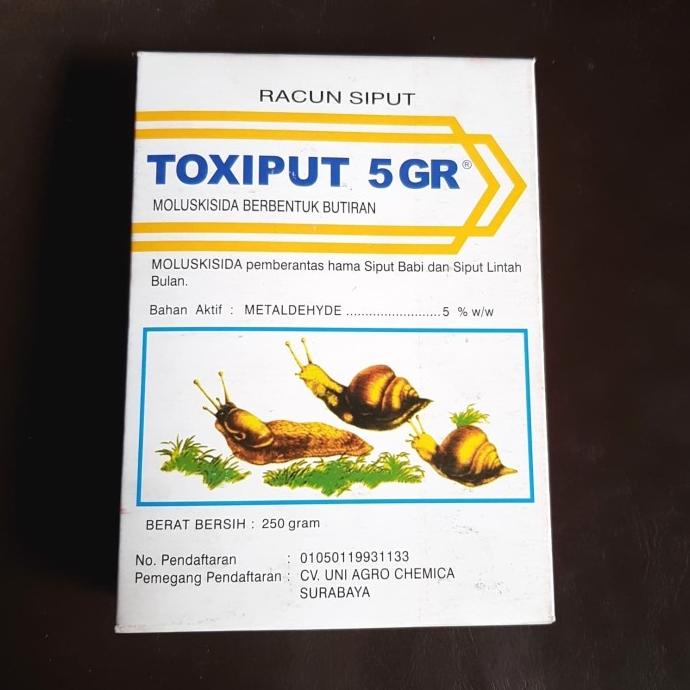 RACUN SIPUT
TOXIPUT 5GR®
MOLUSKISIDA BERBENTUK BUTIRAN
MOLUSKISIDA pemberantas hama Siput Babi dan Siput Lintah
Bulan.
Bahan Aktif : METALDEHYDE ........................5 % w/w
BERAT BERSIH : 250 gram
No. Pendaftaran : 01050119931133
Pemegang Pendaftaran : CV. UNI AGRO CHEMICA
SURABAYA